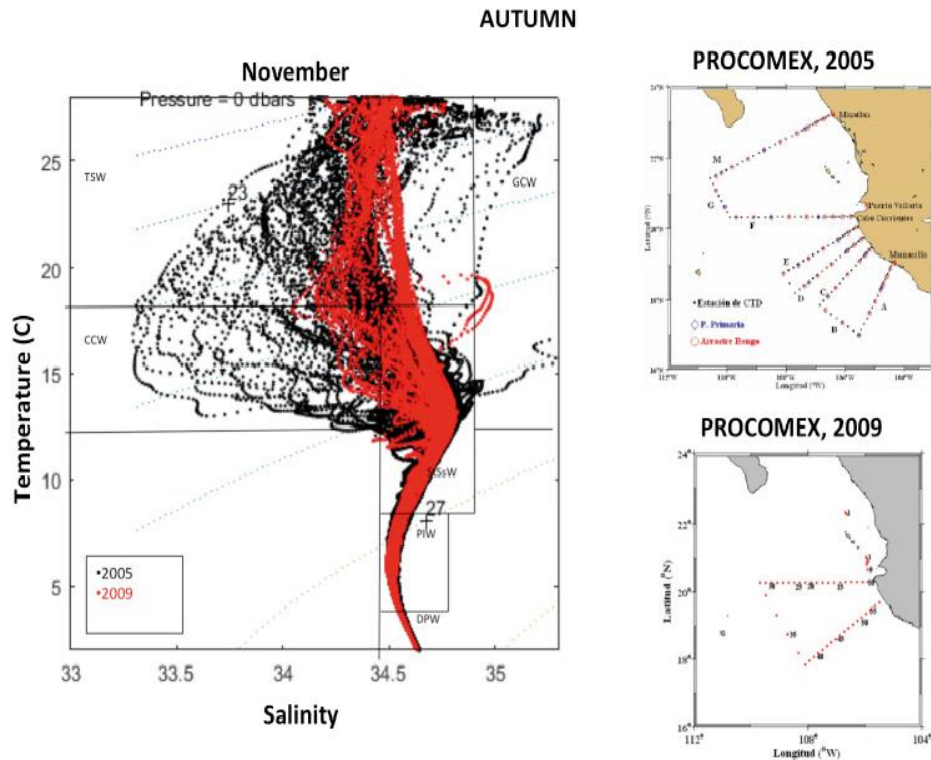 AUTUMN
November
Pressure = 0 dbars
TSW
23
GCW
CCW
StSsW
27
PIW
DPW
•2005
•2009
25
20
15
10
5
33
33.5
34
34.5
35
Temperature (C)
Salinity
PROCOMEX, 2005
Mazatlan
M
G
F
Puerto Vallarta
Cabo Corrientes
E
D
C
B
A
Manzanillo
Estación de CTD
P. Primaria
Arrastre Bongo
Latitud (°N)
Longitud (°W)
PROCOMEX, 2009
24°
22°
20°
18°
16°
112°
108°
104°
Latitud (°N)
Longitud (°W)